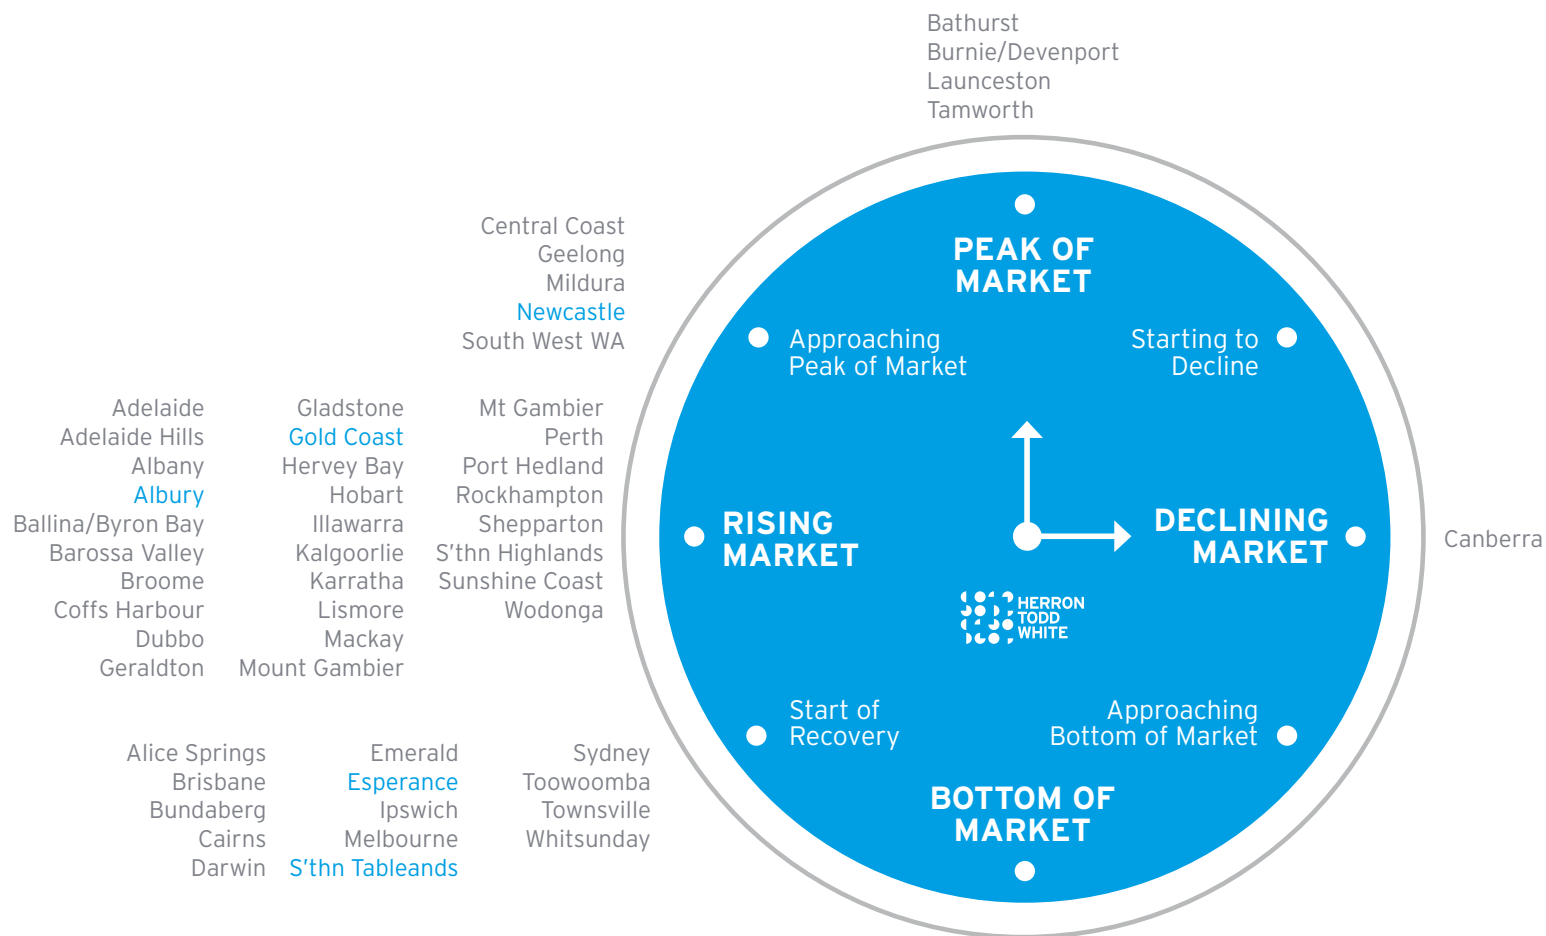 Bathurst
Burnie/Devenport
Launceston
Tamworth
Central Coast
Geelong
Mildura
Newcastle
South West WA
PEAK OF
MARKET
Approaching
Peak of Market
Starting to
Decline
Adelaide
Adelaide Hills
Albany
Albury
Ballina/Byron Bay
Barossa Valley
Broome
Coffs Harbour
Dubbo
Geraldton
Gladstone
Gold Coast
Hervey Bay
Hobart
Illawarra
Kalgoorlie
Karratha
Lismore
Mackay
Mount Gambier
Mt Gambier
Perth
Port Hedland
Rockhampton
Shepparton
S'thn Highlands
Sunshine Coast
Wodonga
RISING
MARKET
DECLINING
MARKET
Canberra
HERRON
TODD
WHITE
Alice Springs
Brisbane
Bundaberg
Cairns
Darwin
Emerald
Esperance
Ipswich
Melbourne
S'thn Tableands
Sydney
Toowoomba
Townsville
Whitsunday
Start of
Recovery
Approaching
Bottom of Market
BOTTOM OF
MARKET